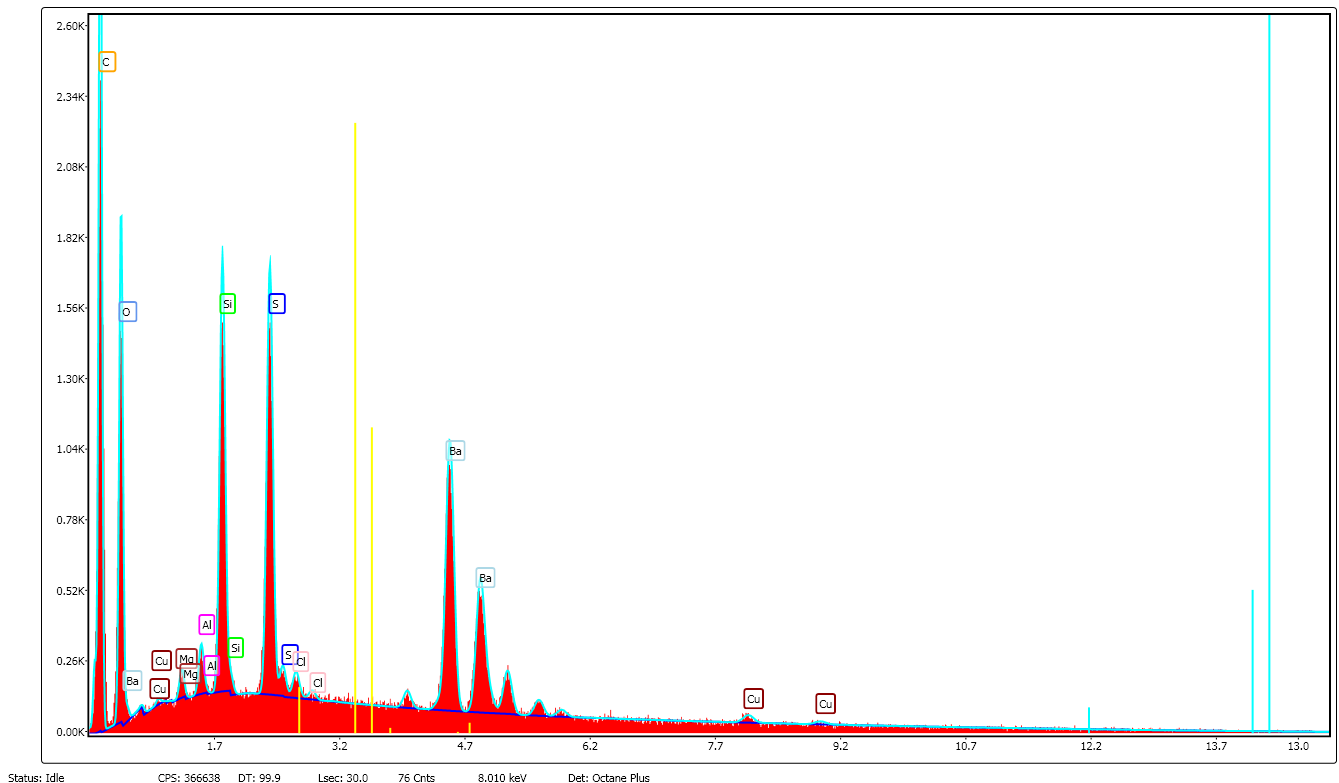 2.60K
C
2.34K
2.08K
1.82K
O
Si
S
1.56K
1.30K
1.04K
Ba
0.78K
Ba
0.52K
Al
Si
S
Cl
0.26K
Cu
Mg
Al
Mg
Ba
Cu
Cl
Cu
Cu
0.00K
1.7 3.2 4.7 6.2 7.7 9.2 10.7 12.2 13.7 13.0
Status: Idle CPS: 366638 DT: 99.9 Lsec: 30.0 76 Cnts 8.010 keV Det: Octane Plus